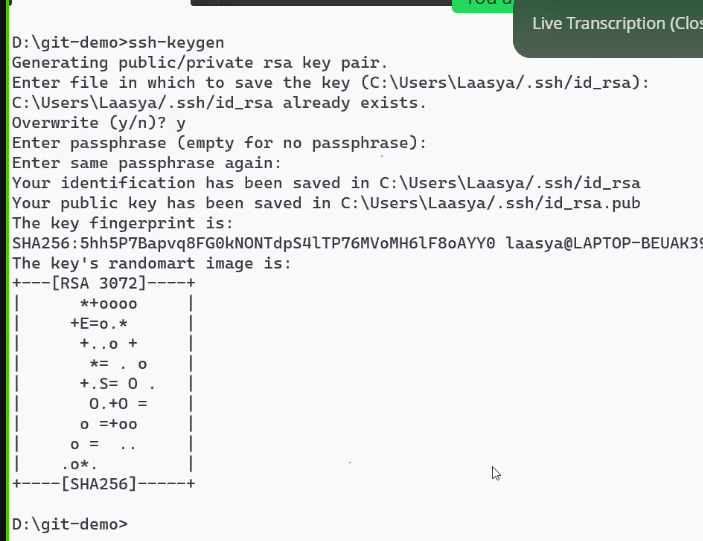 You a
Live Transcription (Clos
D:\git-demo>ssh-keygen
Generating public/private rsa key pair.
Enter file in which to save the key (C:\Users\Laasya/.ssh/id_rsa):
C:\Users\Laasya/.ssh/id_rsa already exists.
Overwrite (y/n)? y
Enter passphrase (empty for no passphrase):
Enter same passphrase again:
Your identification has been saved in C:\Users\Laasya/.ssh/id_rsa
Your public key has been saved in C:\Users\Laasya/.ssh/id_rsa.pub
The key fingerprint is:
SHA256:5hh5P7Bapvq8FG0kNONTdpS4lTP76MVoMH6lF8oAYY0 laasya@LAPTOP-BEUAK39
The key's randomart image is:
+---[RSA 3072]----+
|      *+oooo     |
|     +E=o.*      |
|      +..o +     |
|       *= . o    |
|      +.S= O .   |
|       O.+O =    |
|      o =+oo     |
|     o =  ..     |
|    .o*.         |
+----[SHA256]-----+
D:\git-demo>